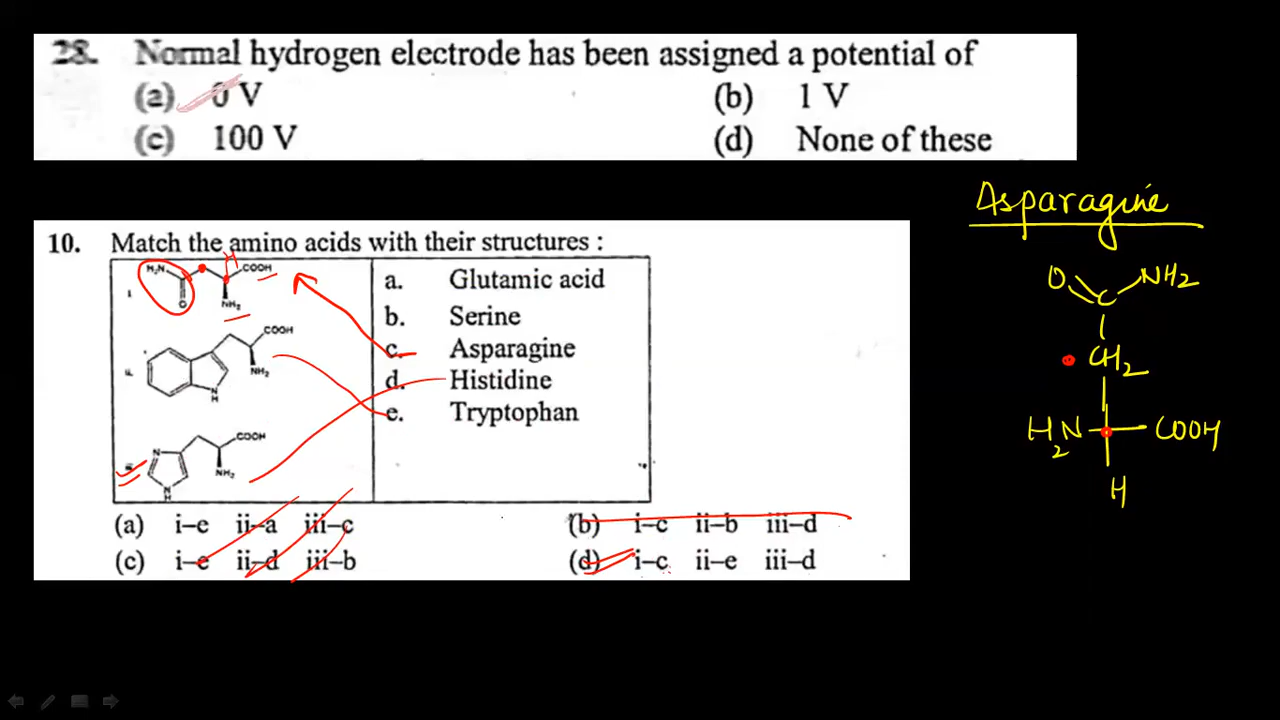 28. Normal hydrogen electrode has been assigned a potential of
(a) 0 V (b) 1 V
(c) 100 V (d) None of these
10. Match the amino acids with their structures :
i. H₂N O COOH NH₂ H
ii. COOH NH₂ N H
iii. COOH NH₂ N N H
a. Glutamic acid
b. Serine
c. Asparagine
d. Histidine
e. Tryptophan
(a) i–e ii–a iii–c (b) i–c ii–b iii–d
(c) i–e ii–d iii–b (d) i–c ii–e iii–d
Asparagine
O C NH2
CH2
H2N COOH
H